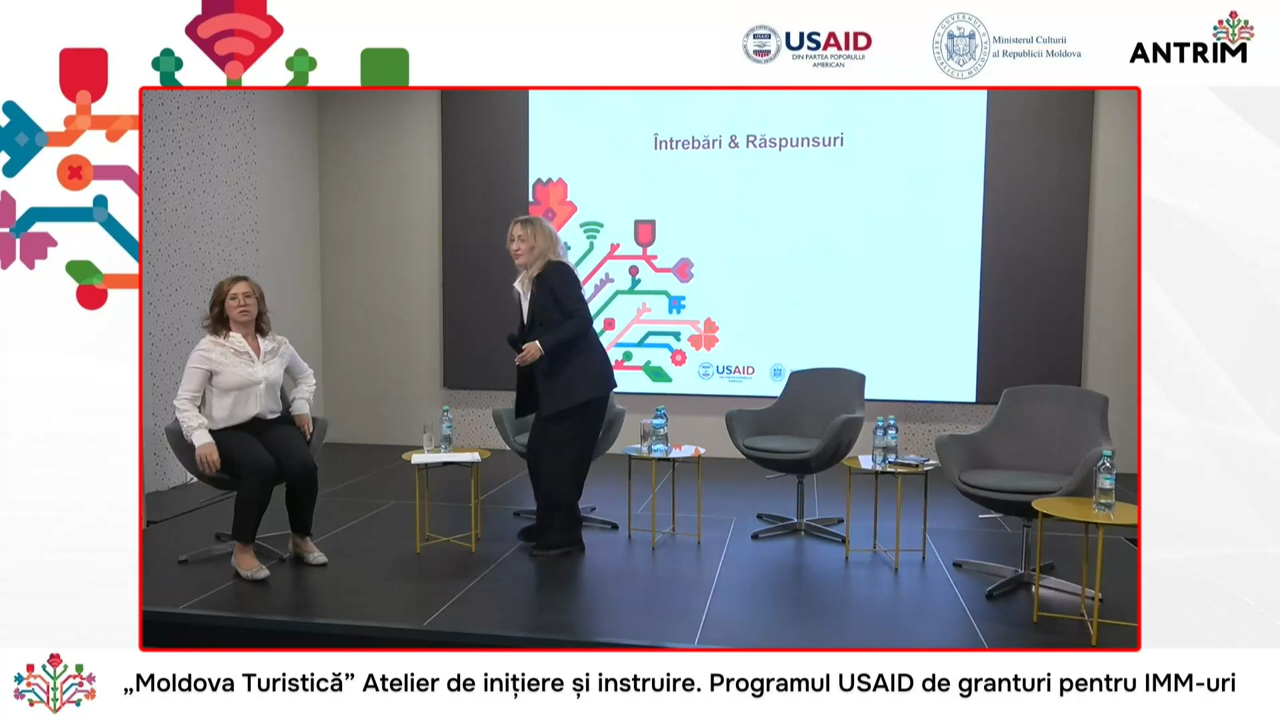 USAID
DIN PARTEA POPORULUI
AMERICAN
Ministerul Culturii
al Republicii Moldova
ANTRIM
Întrebări & Răspunsuri
USAID
„Moldova Turistică” Atelier de inițiere și instruire. Programul USAID de granturi pentru IMM-uri